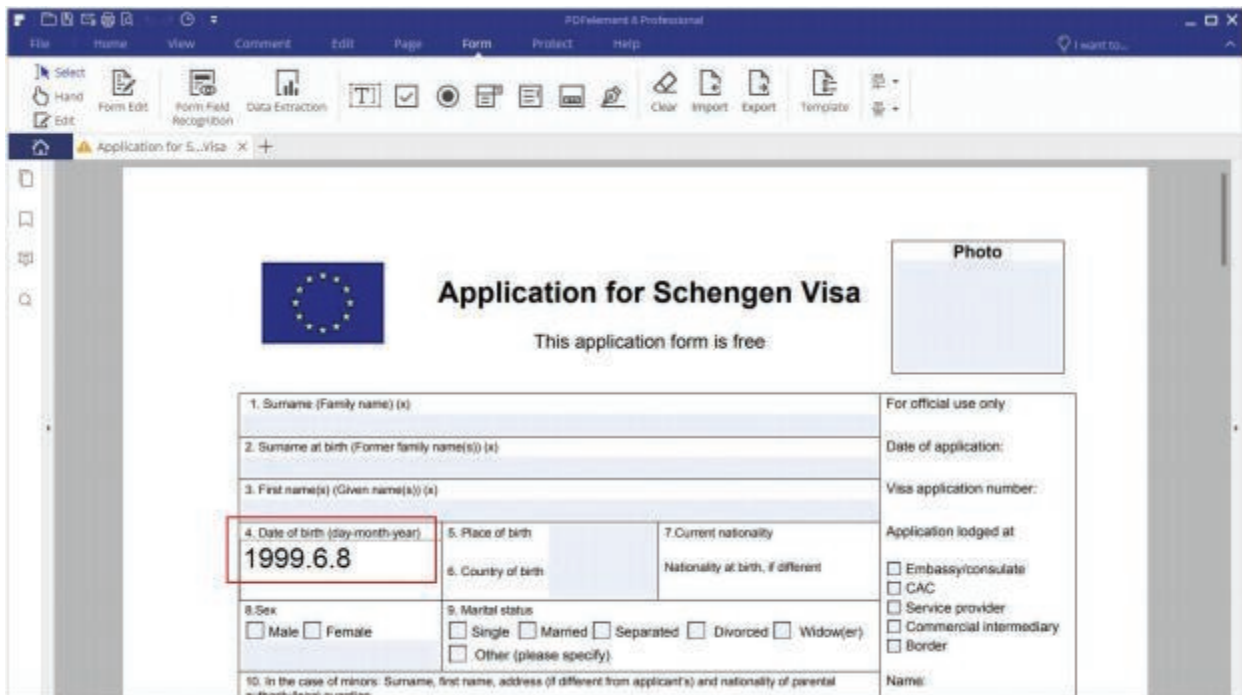 PDFelement 8 Professional
File Home View Comment Edit Page Form Protect Help I want to...
Select
Hand
Edit
Form Edit
Form Field
Recognition
Data Extraction
Clear Import Export Template
Application for S...Visa
Photo
Application for Schengen Visa
This application form is free
1. Surname (Family name) (x)
For official use only
2. Surname at birth (Former family name(s)) (x)
Date of application:
3. First name(s) (Given name(s)) (x)
Visa application number:
4. Date of birth (day-month-year)
1999.6.8
5. Place of birth
6. Country of birth
7.Current nationality
Nationality at birth, if different
Application lodged at
Embassy/consulate
CAC
Service provider
Commercial intermediary
Border
8.Sex
Male Female
9. Marital status
Single Married Separated Divorced Widow(er)
Other (please specify)
10. In the case of minors: Surname, first name, address (if different from applicant's) and nationality of parental
Name: